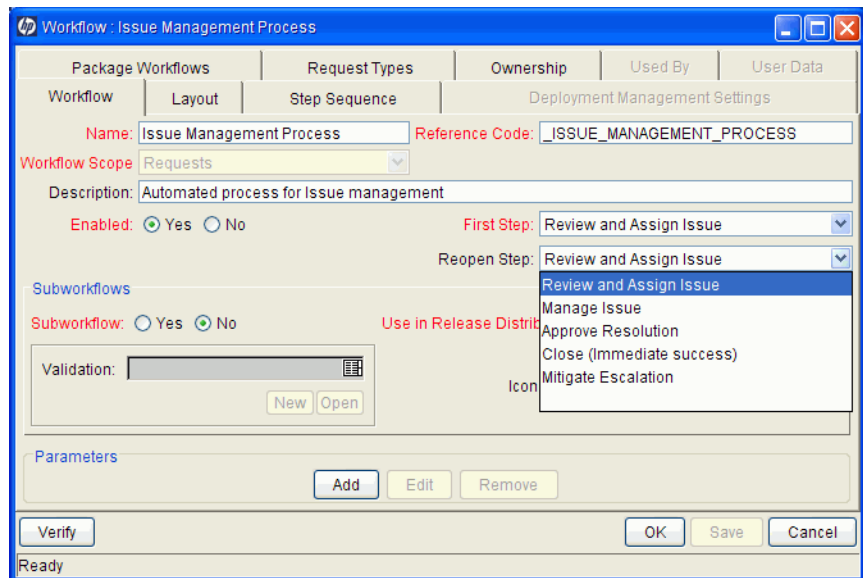 hp Workflow : Issue Management Process
Package Workflows Request Types Ownership Used By User Data
Workflow Layout Step Sequence Deployment Management Settings
Name: Issue Management Process Reference Code: _ISSUE_MANAGEMENT_PROCESS
Workflow Scope Requests
Description: Automated process for Issue management
Enabled: Yes No First Step: Review and Assign Issue
Reopen Step: Review and Assign Issue
Review and Assign Issue
Subworkflows
Manage Issue
Subworkflow: Yes No Use in Release Distrib
Approve Resolution
Close (Immediate success)
Validation:
Mitigate Escalation
Icon
New Open
Parameters
Add Edit Remove
Verify OK Save Cancel
Ready